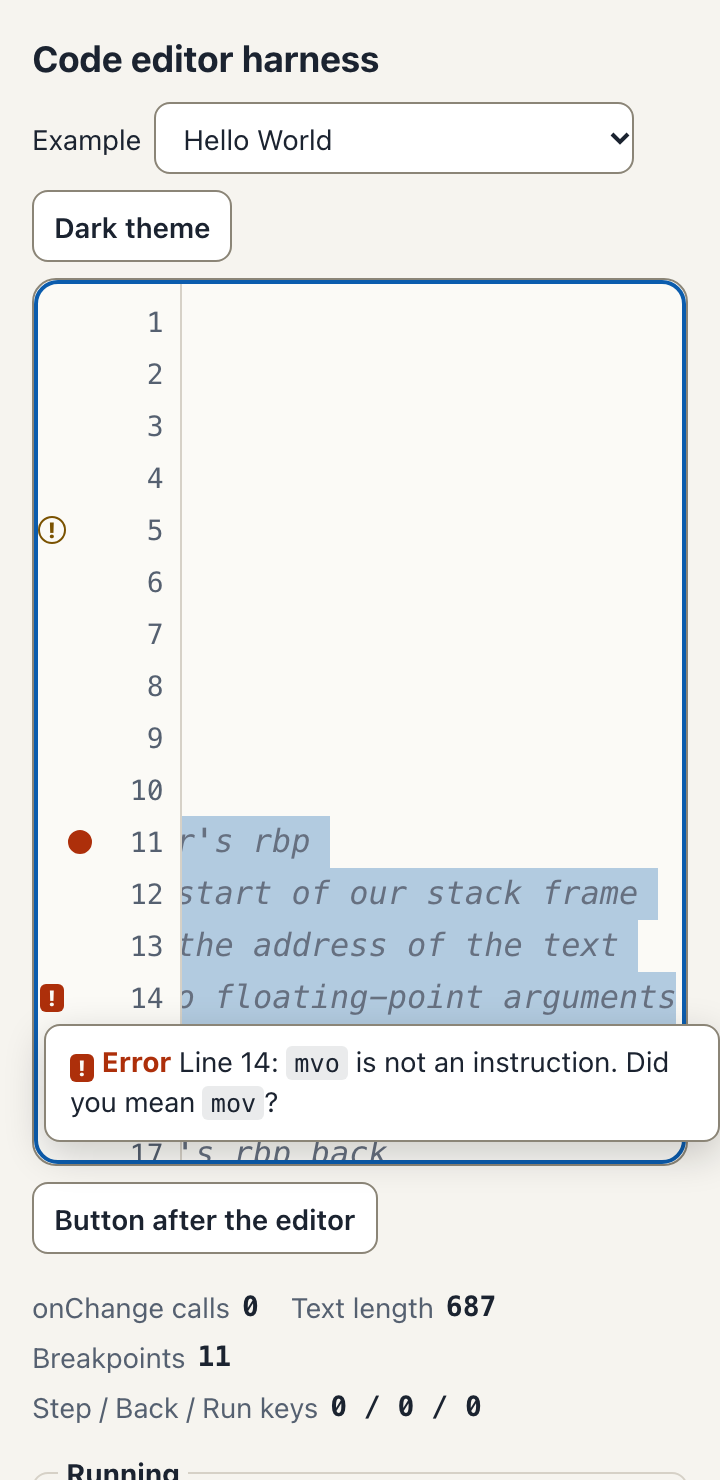 Code editor harness
Example Hello World
Dark theme
1
2
3
4
! 5
6
7
8
9
10
11 r's rbp
12 start of our stack frame
13 the address of the text
! 14 o floating-point arguments
! Error Line 14: mvo is not an instruction. Did
you mean mov?
17 's rbp back
Button after the editor
onChange calls 0 Text length 687
Breakpoints 11
Step / Back / Run keys 0 / 0 / 0
Running